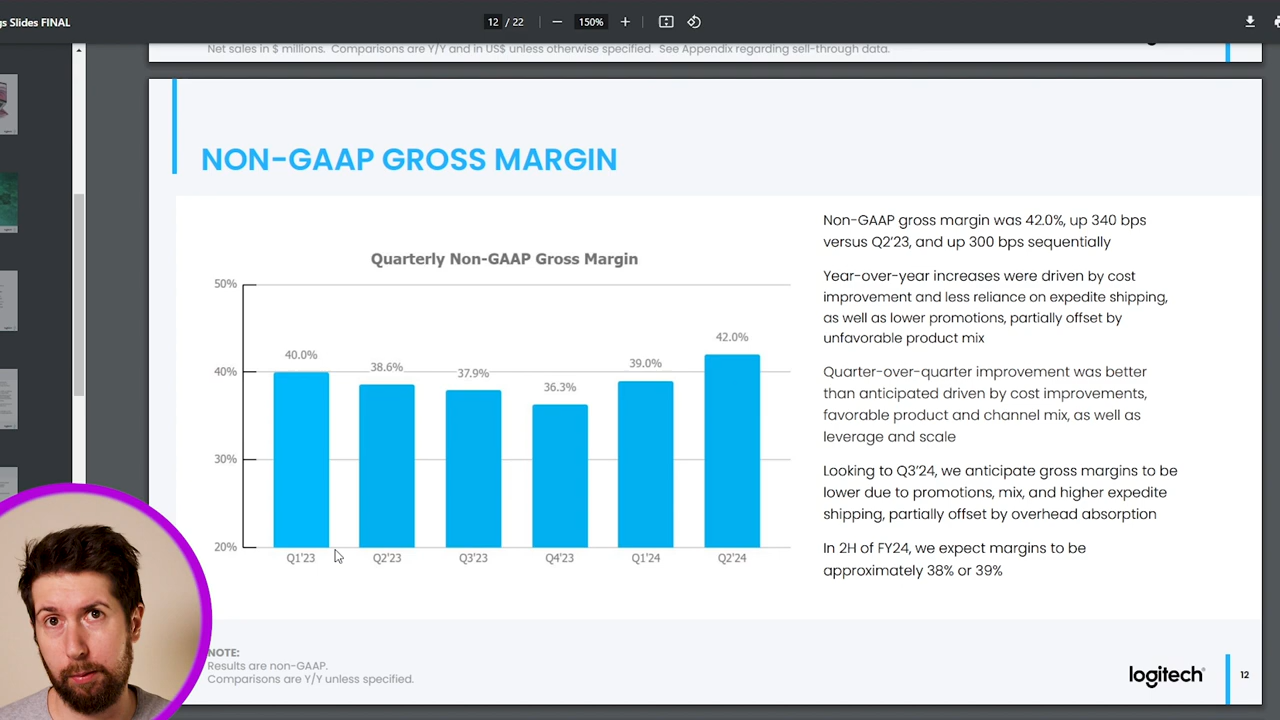 gs Slides FINAL
12 / 22
150%
Net sales in $ millions. Comparisons are Y/Y and in US$ unless otherwise specified. See Appendix regarding sell-through data.
NON-GAAP GROSS MARGIN
Quarterly Non-GAAP Gross Margin
50%
40%
30%
20%
40.0%
38.6%
37.9%
36.3%
39.0%
42.0%
Q1'23
Q2'23
Q3'23
Q4'23
Q1'24
Q2'24
Non-GAAP gross margin was 42.0%, up 340 bps
versus Q2'23, and up 300 bps sequentially
Year-over-year increases were driven by cost
improvement and less reliance on expedite shipping,
as well as lower promotions, partially offset by
unfavorable product mix
Quarter-over-quarter improvement was better
than anticipated driven by cost improvements,
favorable product and channel mix, as well as
leverage and scale
Looking to Q3'24, we anticipate gross margins to be
lower due to promotions, mix, and higher expedite
shipping, partially offset by overhead absorption
In 2H of FY24, we expect margins to be
approximately 38% or 39%
NOTE:
Results are non-GAAP.
Comparisons are Y/Y unless specified.
logitech
12